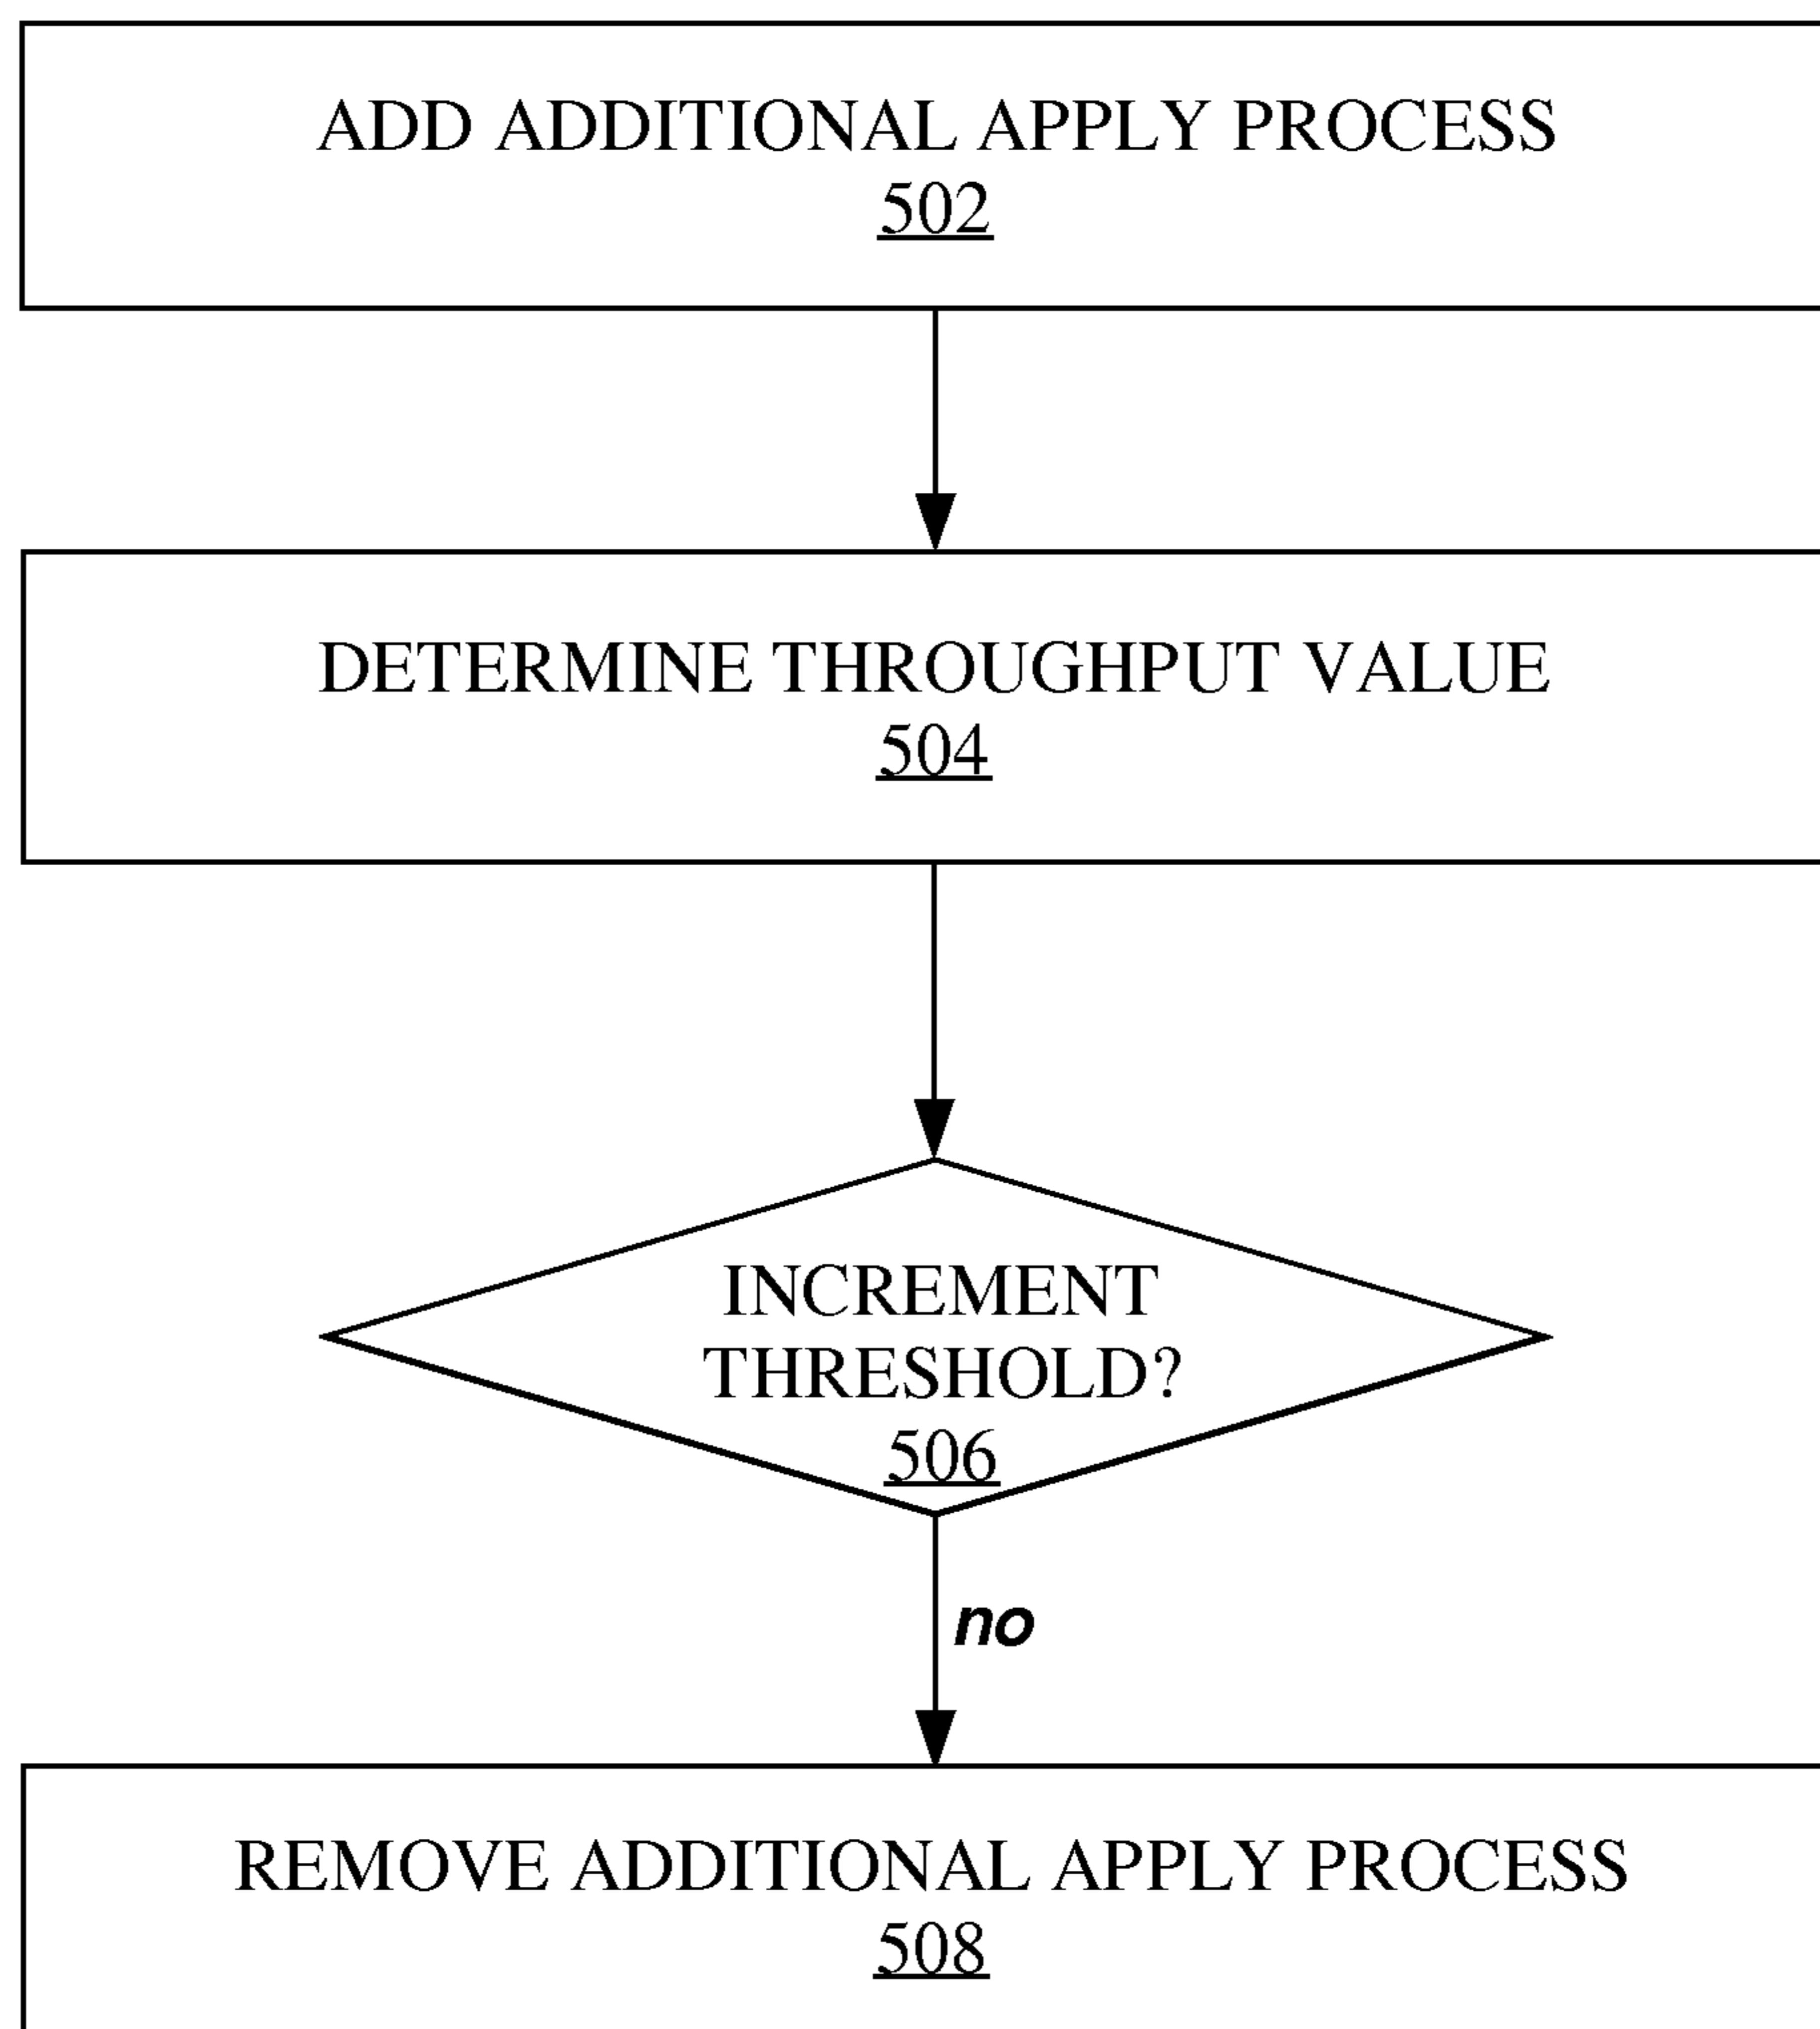 ADD ADDITIONAL APPLY PROCESS
502
DETERMINE THROUGHPUT VALUE
504
INCREMENT
THRESHOLD?
506
no
REMOVE ADDITIONAL APPLY PROCESS
508